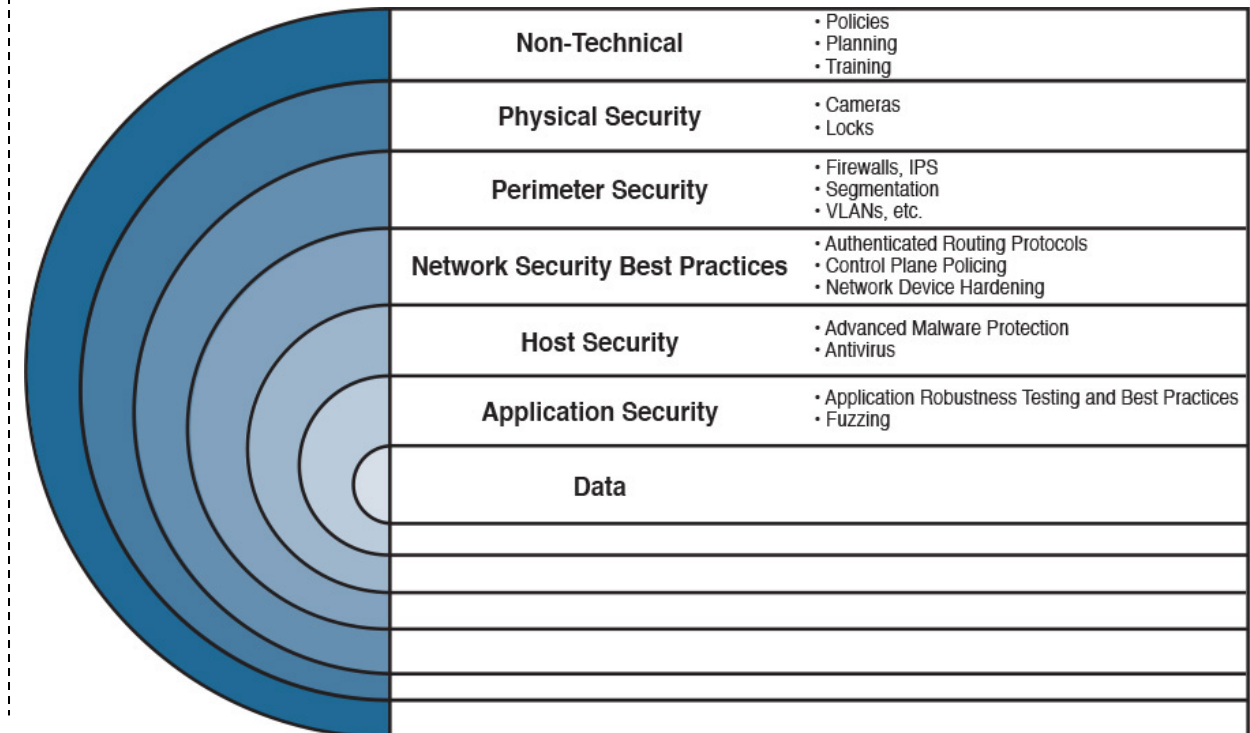 Non-Technical
• Policies
• Planning
• Training
Physical Security
• Cameras
• Locks
Perimeter Security
• Firewalls, IPS
• Segmentation
• VLANs, etc.
Network Security Best Practices
• Authenticated Routing Protocols
• Control Plane Policing
• Network Device Hardening
Host Security
• Advanced Malware Protection
• Antivirus
Application Security
• Application Robustness Testing and Best Practices
• Fuzzing
Data